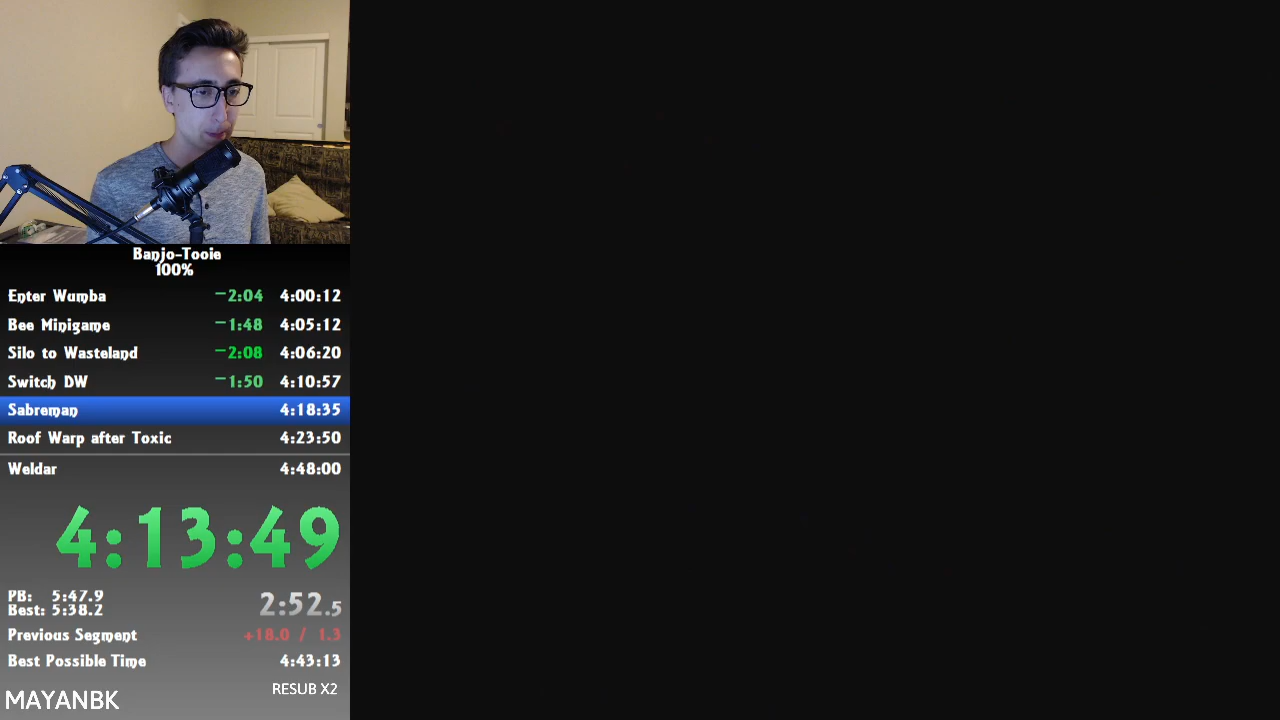 Banjo-Tooie
100%
Enter Wumba -2:04 4:00:12
Bee Minigame -1:48 4:05:12
Silo to Wasteland -2:08 4:06:20
Switch DW -1:50 4:10:57
Sabreman 4:18:35
Roof Warp after Toxic 4:23:50
Weldar 4:48:00
4:13:49
PB: 5:47.9
Best: 5:38.2 2:52.5
Previous Segment +18.0 / 1.3
Best Possible Time 4:43:13
MAYANBK RESUB X2